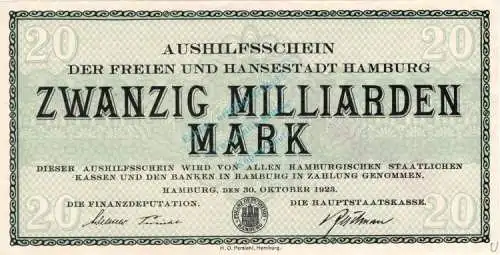 20 20
AUSHILFSSCHEIN
DER FREIEN UND HANSESTADT HAMBURG
ZWANZIG MILLIARDEN
MARK
DIESER AUSHILFSSCHEIN WIRD VON ALLEN HAMBURGISCHEN STAATLICHEN
KASSEN UND DEN BANKEN IN HAMBURG IN ZAHLUNG GENOMMEN.
HAMBURG, DEN 30. OKTOBER 1923.
DIE FINANZDEPUTATION. DIE HAUPTSTAATSKASSE.
20 20
H. O. Persiehl, Hamburg.